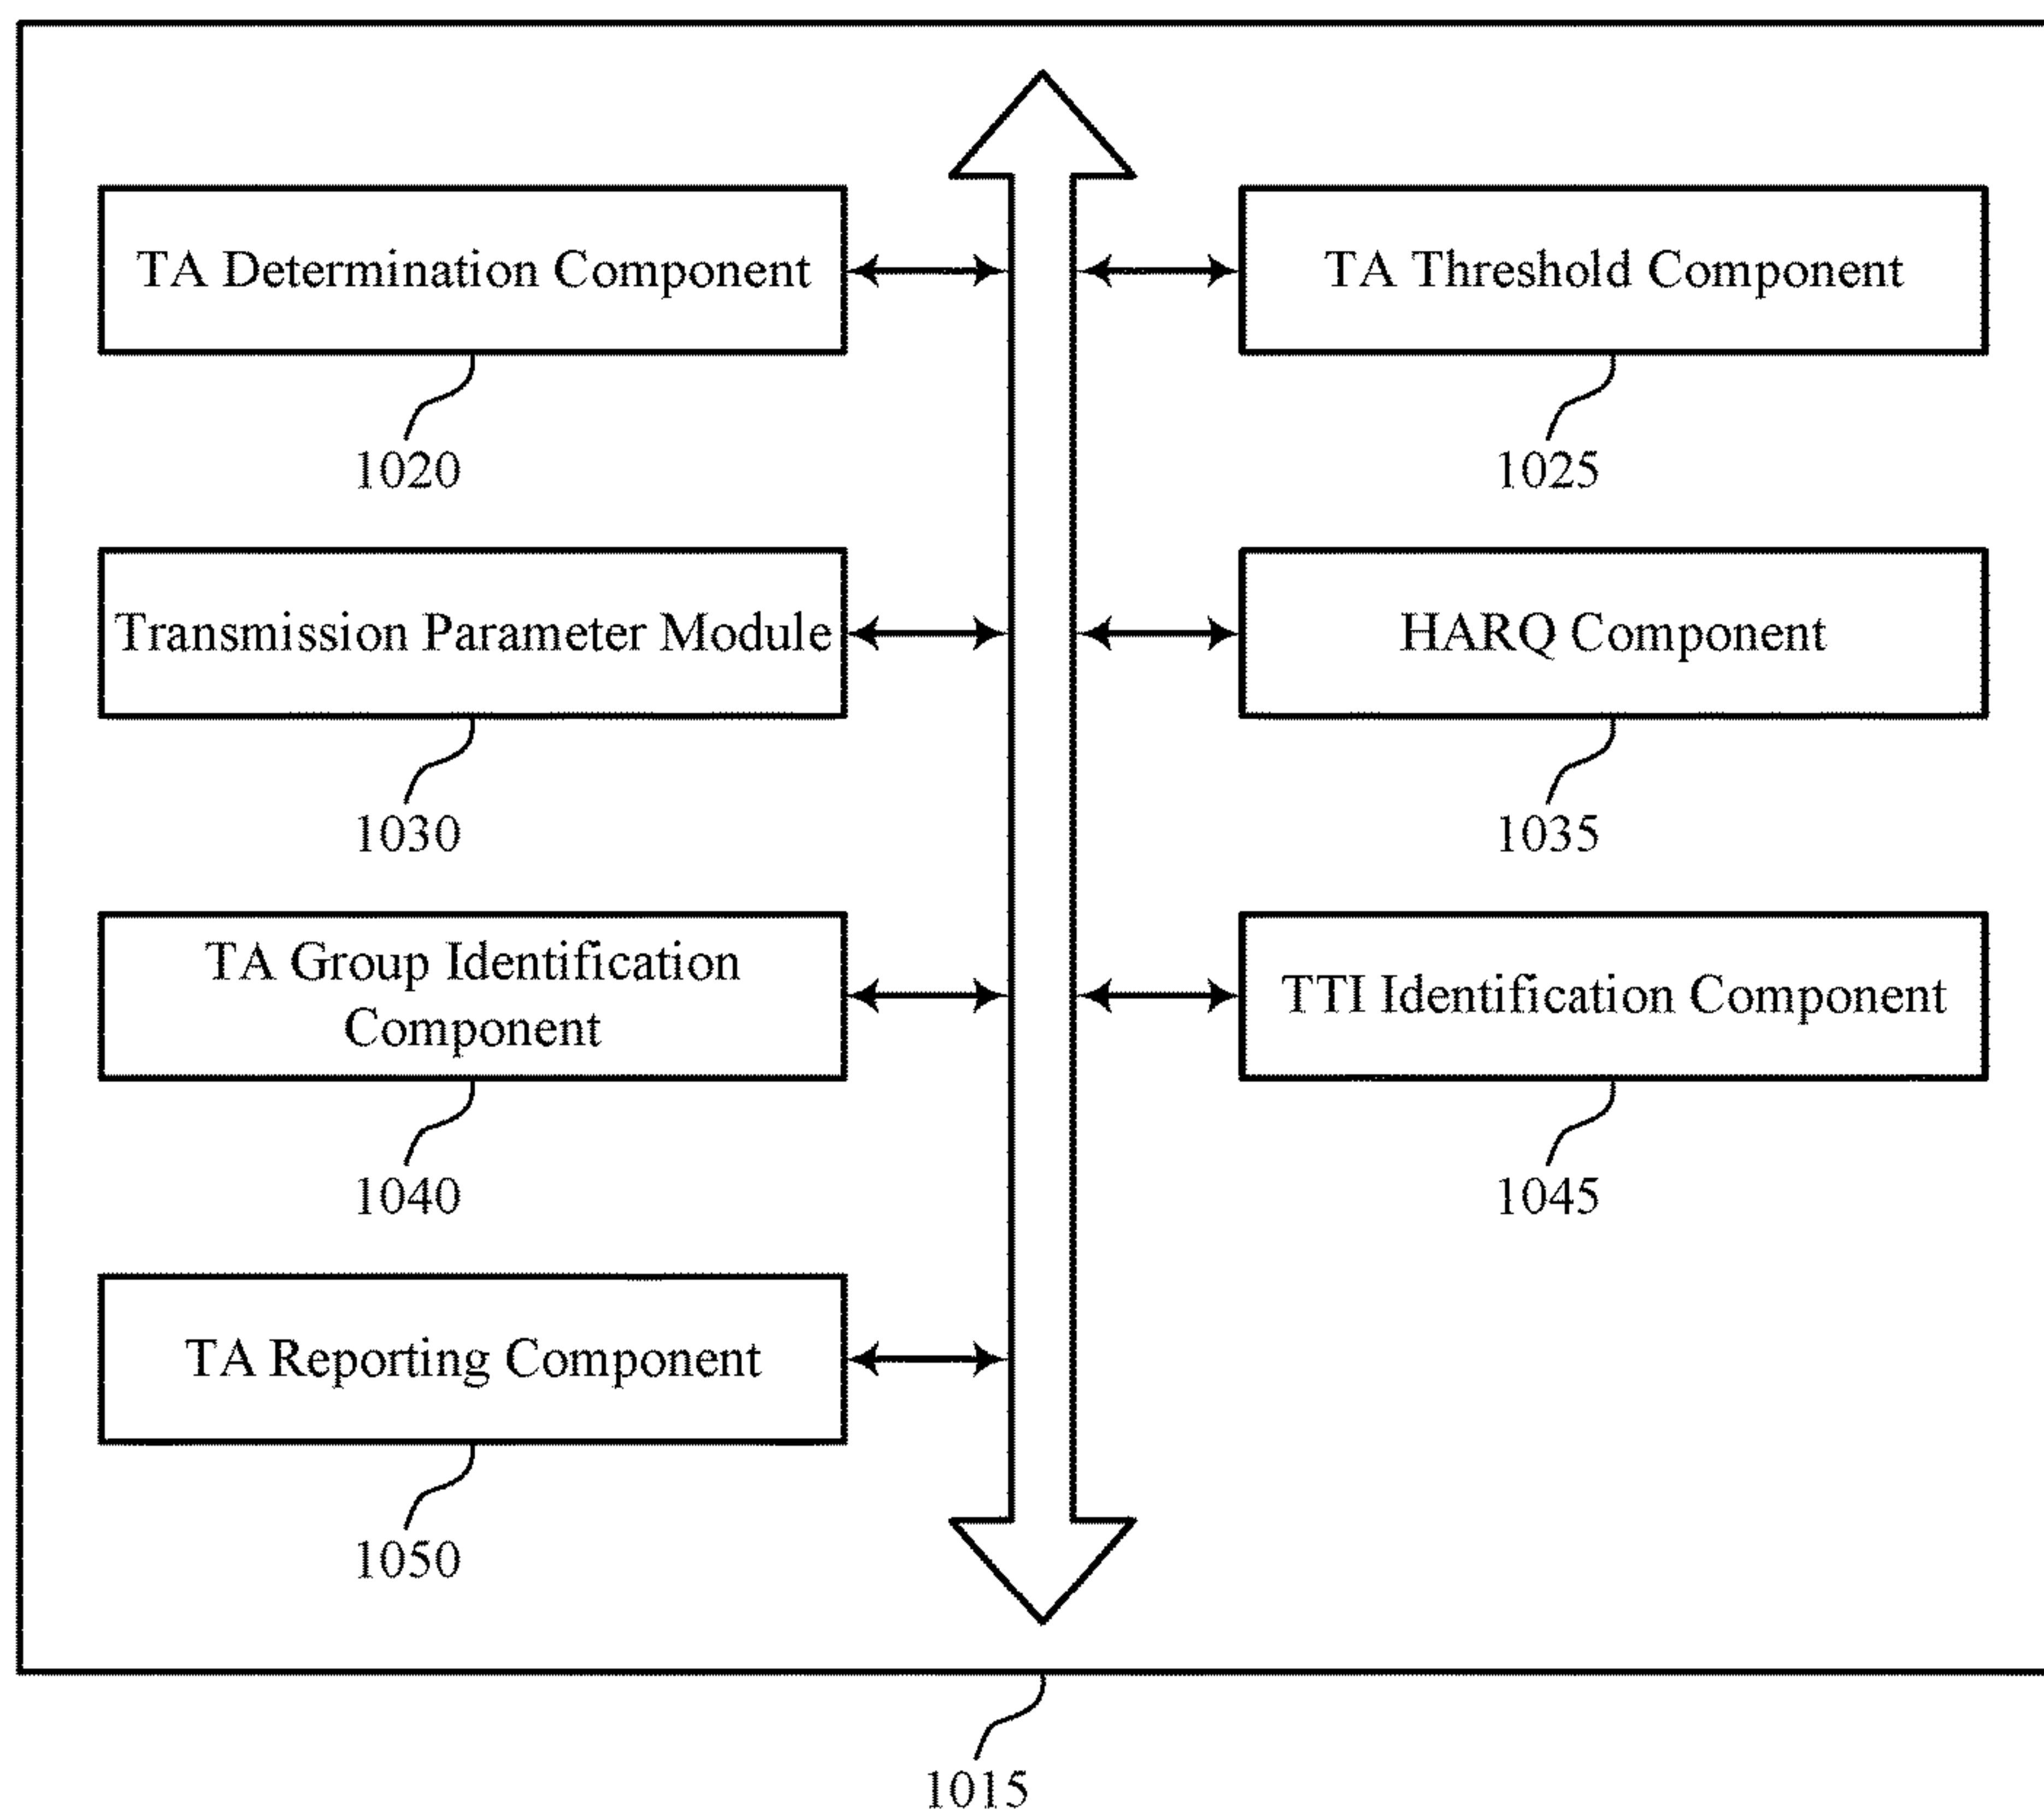 TA Determination Component
TA Threshold Component
1020
1025
Transmission Parameter Module
HARQ Component
1030
1035
TA Group Identification
Component
TTI Identification Component
1040
1045
TA Reporting Component
1050
1015